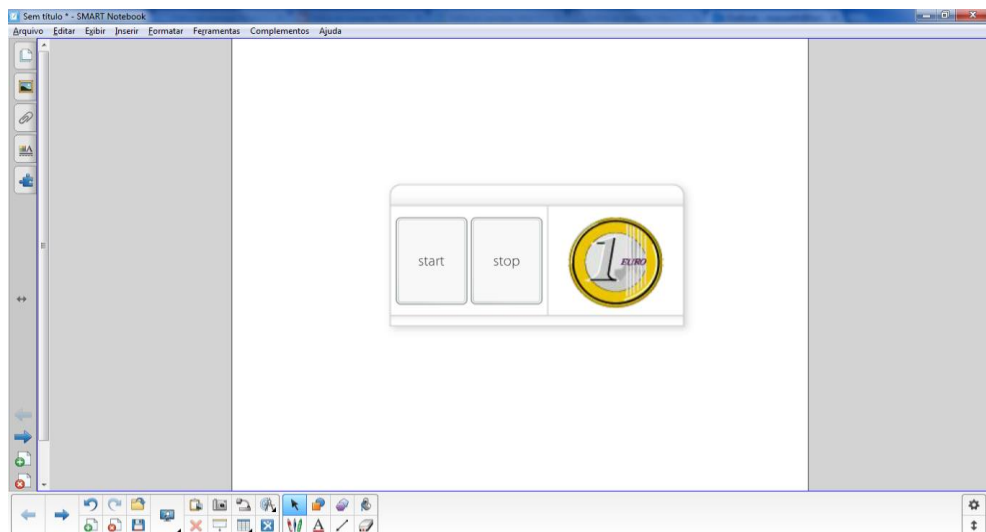 Sem título * - SMART Notebook
Arquivo Editar Exibir Inserir Formatar Ferramentas Complementos Ajuda
start stop 1 EURO